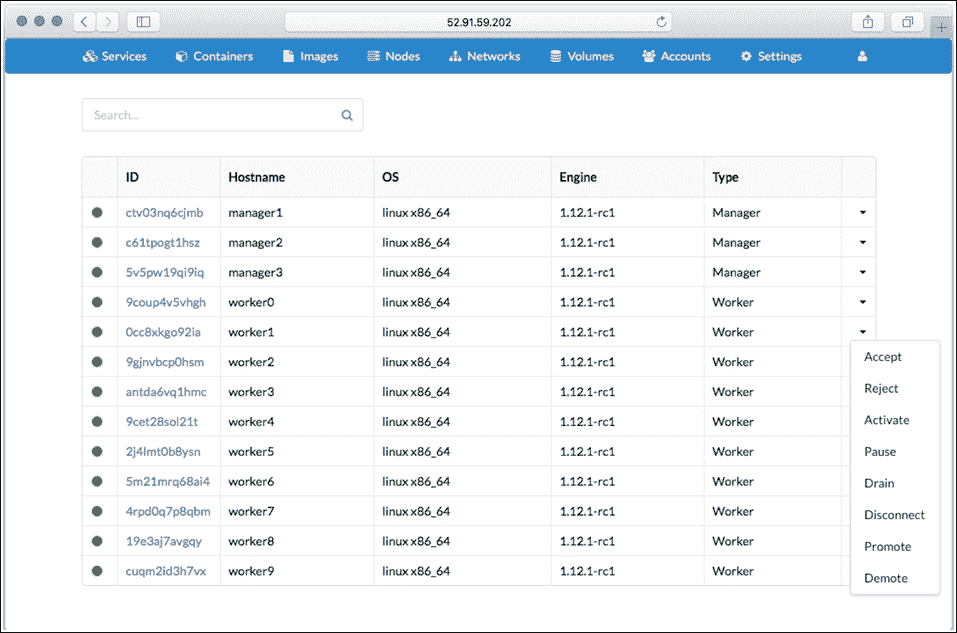 52.91.59.202
Services Containers Images Nodes Networks Volumes Accounts Settings
Search...
ID Hostname OS Engine Type
ctv03nq6cjmb manager1 linux x86_64 1.12.1-rc1 Manager
c61tpogt1hsz manager2 linux x86_64 1.12.1-rc1 Manager
5v5pw19qi9iq manager3 linux x86_64 1.12.1-rc1 Manager
9coup4v5vhgh worker0 linux x86_64 1.12.1-rc1 Worker
0cc8xkgo92ia worker1 linux x86_64 1.12.1-rc1 Worker
9gjnvbcp0hsm worker2 linux x86_64 1.12.1-rc1 Worker
antda6vq1hmc worker3 linux x86_64 1.12.1-rc1 Worker
9cet28sol21t worker4 linux x86_64 1.12.1-rc1 Worker
2j4lmt0b8ysn worker5 linux x86_64 1.12.1-rc1 Worker
5m21mrq68ai4 worker6 linux x86_64 1.12.1-rc1 Worker
4rpd0q7p8qbm worker7 linux x86_64 1.12.1-rc1 Worker
19e3aj7avgqy worker8 linux x86_64 1.12.1-rc1 Worker
cuqm2id3h7vx worker9 linux x86_64 1.12.1-rc1 Worker
Accept
Reject
Activate
Pause
Drain
Disconnect
Promote
Demote